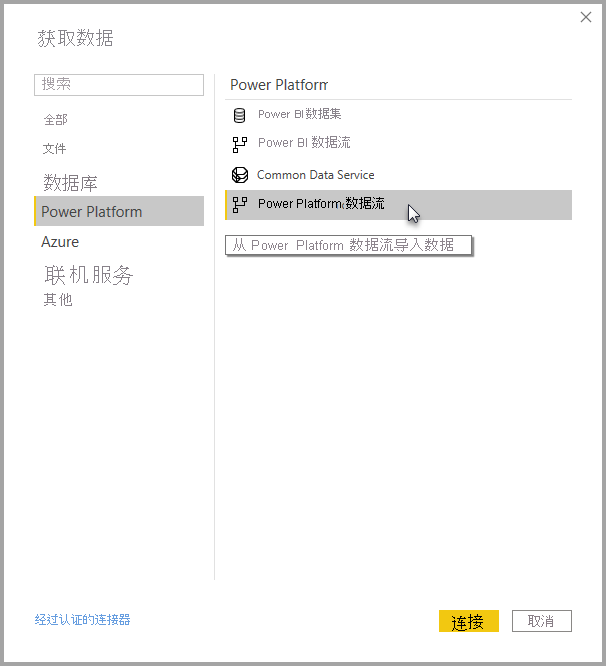 获取数据
搜索
全部
文件
数据库
Power Platform
Azure
联机服务
其他
Power Platform
Power BI数据集
Power BI 数据流
Common Data Service
Power Platform数据流
从 Power Platform 数据流导入数据
经过认证的连接器
连接
取消